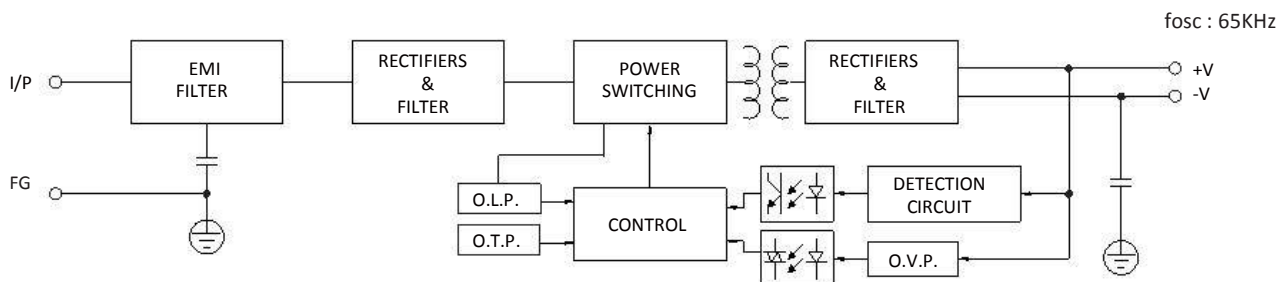 fosc : 65KHz
I/P
EMI
FILTER
RECTIFIERS
&
FILTER
POWER
SWITCHING
RECTIFIERS
&
FILTER
+V
-V
FG
O.L.P.
O.T.P.
CONTROL
DETECTION
CIRCUIT
O.V.P.